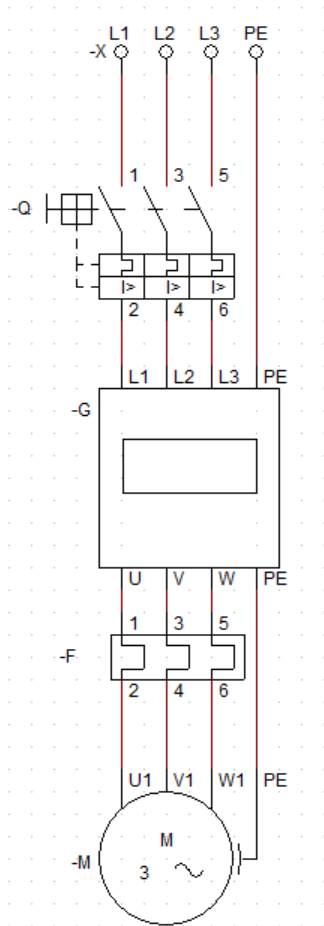 L1 L2 L3 PE
-X
1 3 5
-Q
I> I> I>
2 4 6
L1 L2 L3 PE
-G
U V W PE
1 3 5
-F
2 4 6
U1 V1 W1 PE
M
-M
3